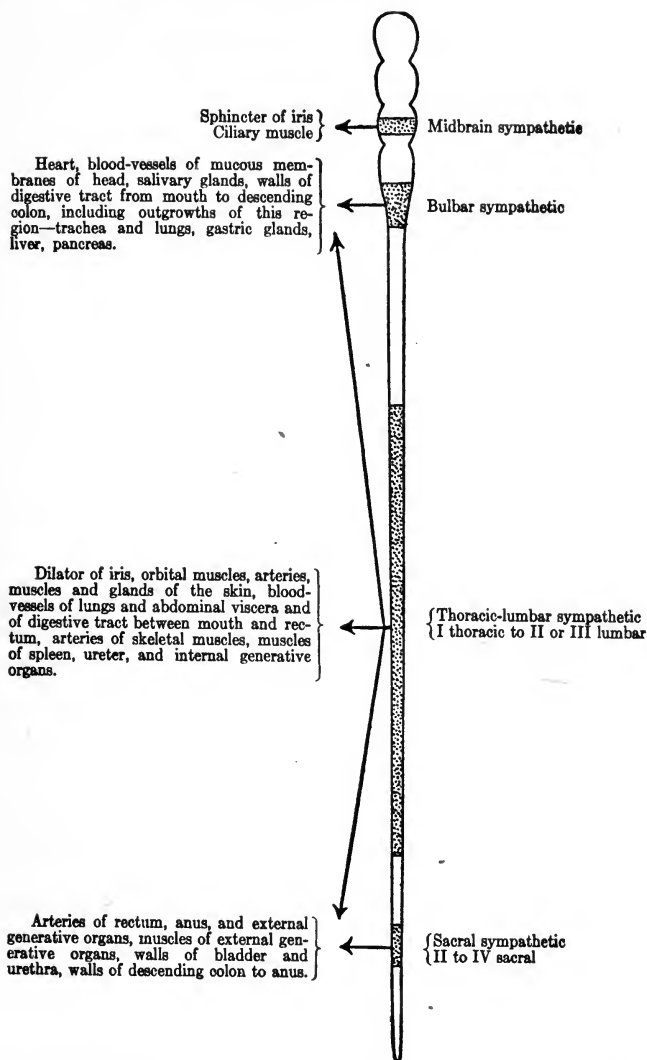 Sphincter of iris
Ciliary muscle
Midbrain sympathetic
Heart, blood-vessels of mucous mem-
branes of head, salivary glands, walls of
digestive tract from mouth to descending
colon, including outgrowths of this re-
gion—trachea and lungs, gastric glands,
liver, pancreas.
Bulbar sympathetic
Dilator of iris, orbital muscles, arteries,
muscles and glands of the skin, blood-
vessels of lungs and abdominal viscera and
of digestive tract between mouth and rec-
tum, arteries of skeletal muscles, muscles
of spleen, ureter, and internal generative
organs.
Thoracic-lumbar sympathetic
I thoracic to II or III lumbar
Arteries of rectum, anus, and external
generative organs, muscles of external gen-
erative organs, walls of bladder and
urethra, walls of descending colon to anus.
Sacral sympathetic
II to IV sacral